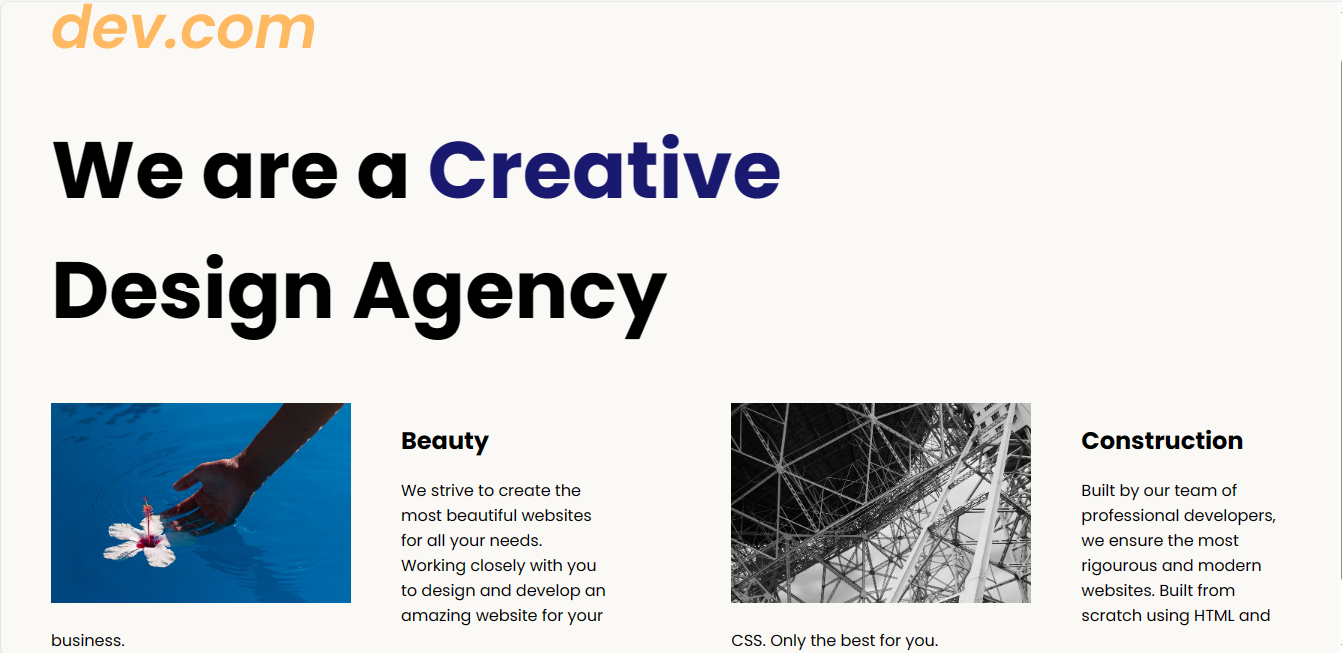 dev.com
We are a Creative
Design Agency
Beauty
We strive to create the
most beautiful websites
for all your needs.
Working closely with you
to design and develop an
amazing website for your
business.
Construction
Built by our team of
professional developers,
we ensure the most
rigourous and modern
websites. Built from
scratch using HTML and
CSS. Only the best for you.